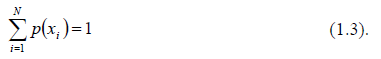 ∑_{i=1}^{N} p(x_i) = 1 (1.3).